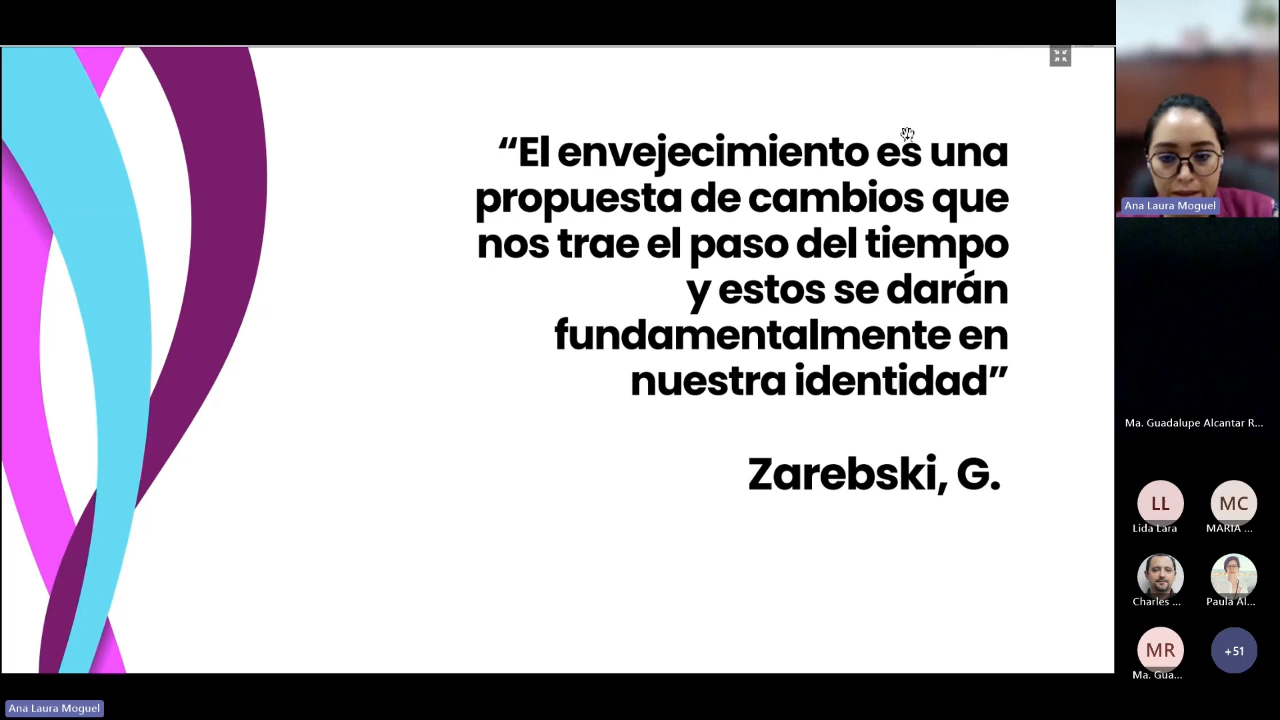 “El envejecimiento es una
propuesta de cambios que
nos trae el paso del tiempo
y estos se darán
fundamentalmente en
nuestra identidad”
Zarebski, G.
Ana Laura Moguel
Ma. Guadalupe Alcantar R...
LL
MC
Lida Lara
MARIA ...
Charles ...
Paula Al...
MR
+51
Ma. Gua...
Ana Laura Moguel